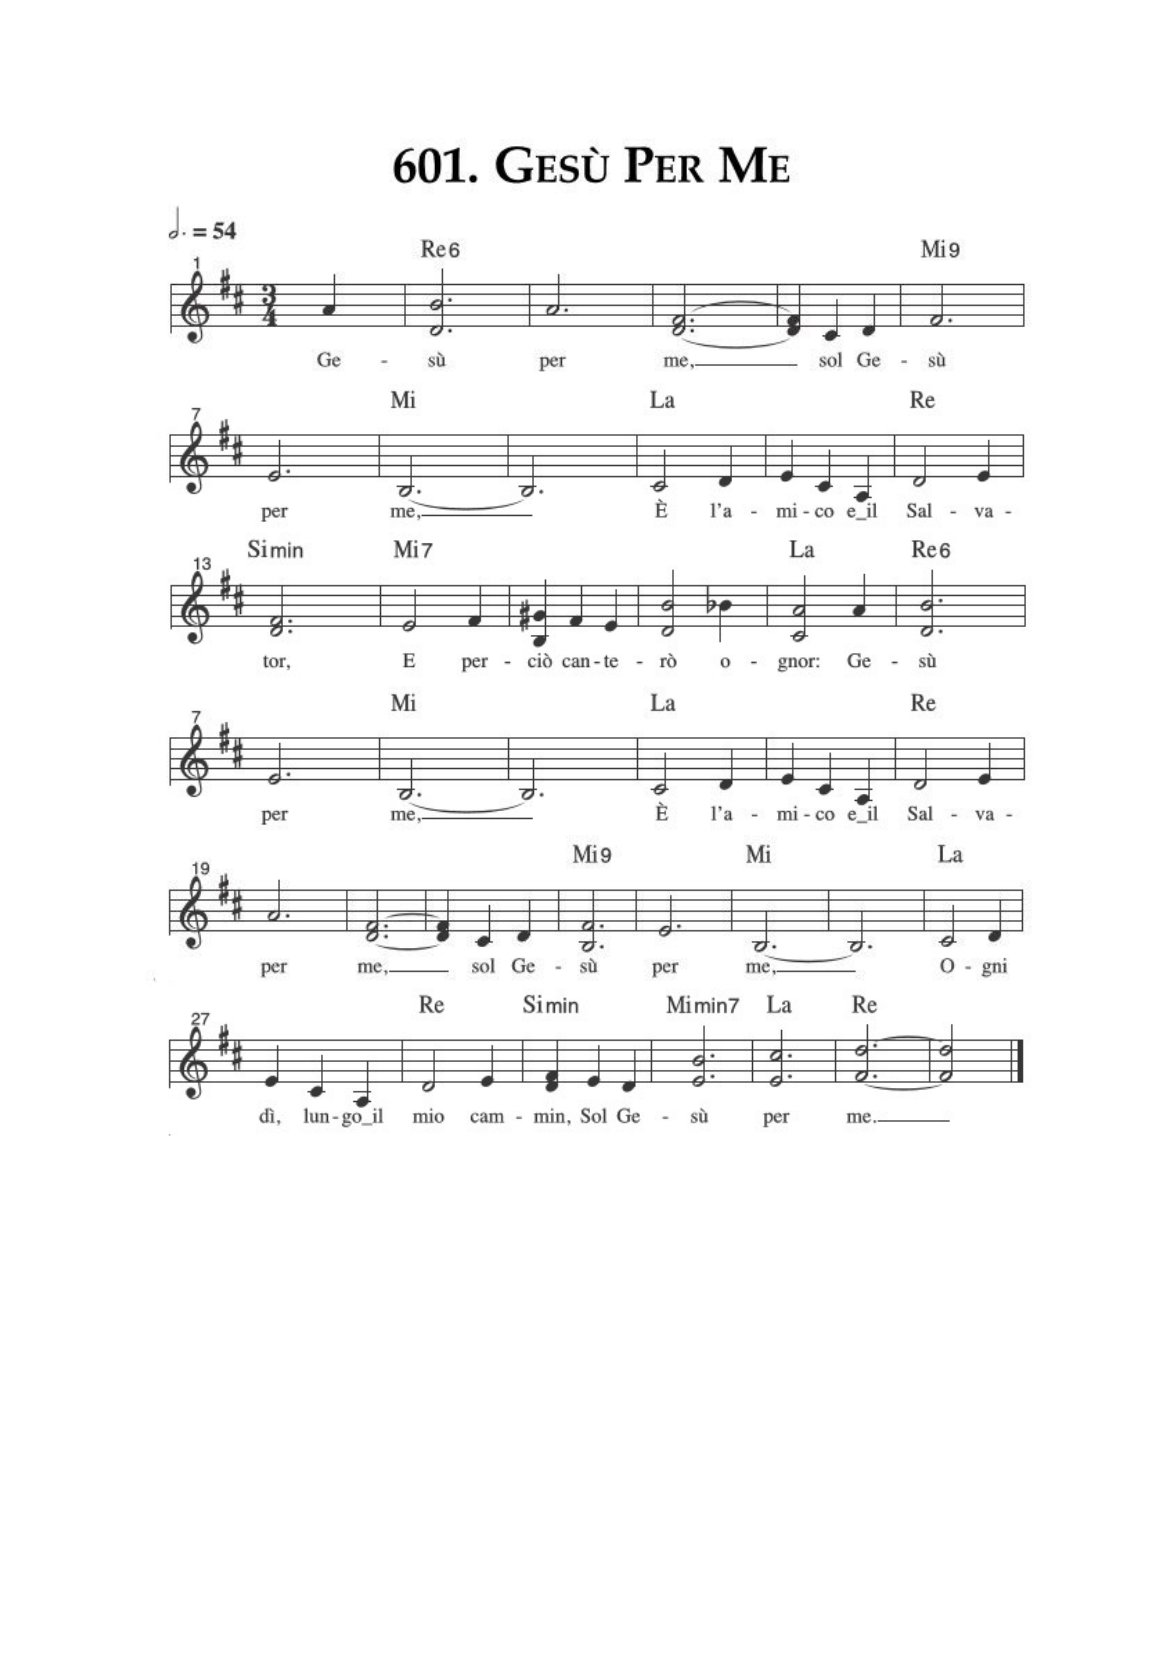 601. GESÙ PER ME
= 54
Re6 Mi9
1
3
4
Ge - sù per me, sol Ge - sù
Mi La Re
7
per me, È l'a - mi - co e_il Sal - va -
Simin Mi7 La Re6
13
tor, E per - ciò can - te - rò o - gnor: Ge - sù
Mi La Re
7
per me, È l'a - mi - co e_il Sal - va -
Mi9 Mi La
19
per me, sol Ge - sù per me, O - gni
Re Simin Mimin7 La Re
27
dì, lun - go_il mio cam - min, Sol Ge - sù per me.